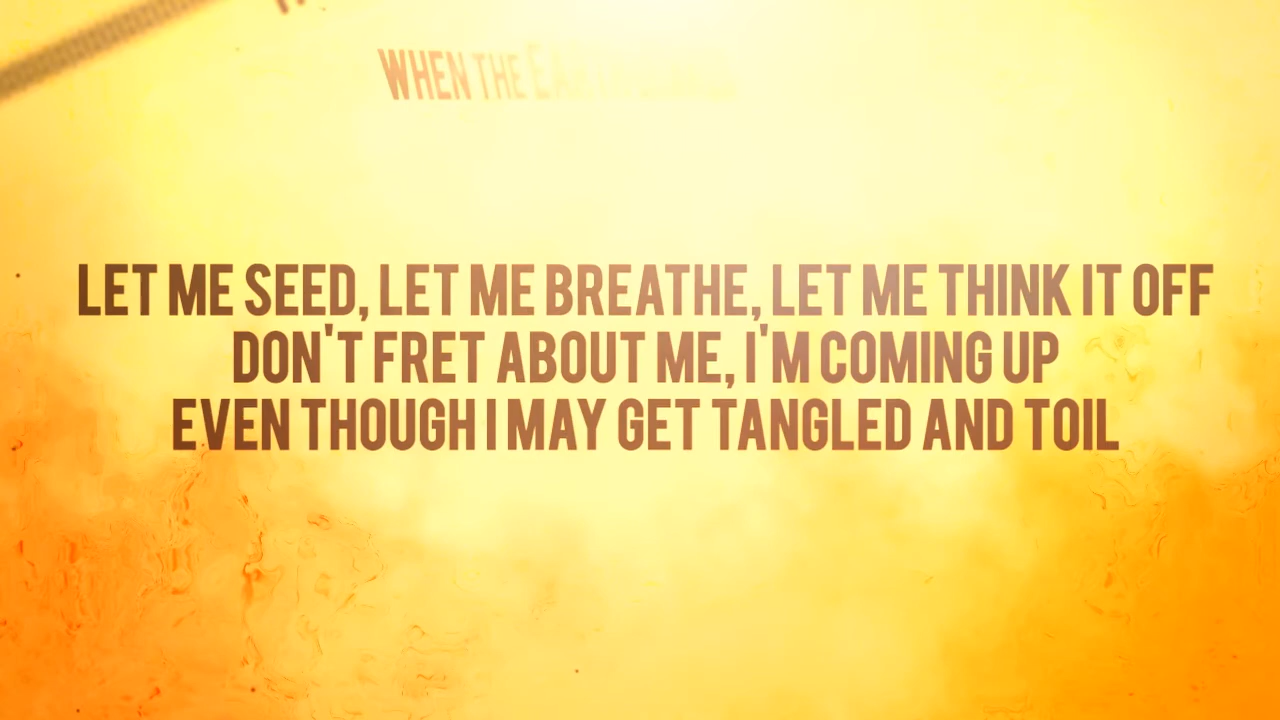 WHEN THE
LET ME SEED, LET ME BREATHE, LET ME THINK IT OFF
DON'T FRET ABOUT ME, I'M COMING UP
EVEN THOUGH I MAY GET TANGLED AND TOIL